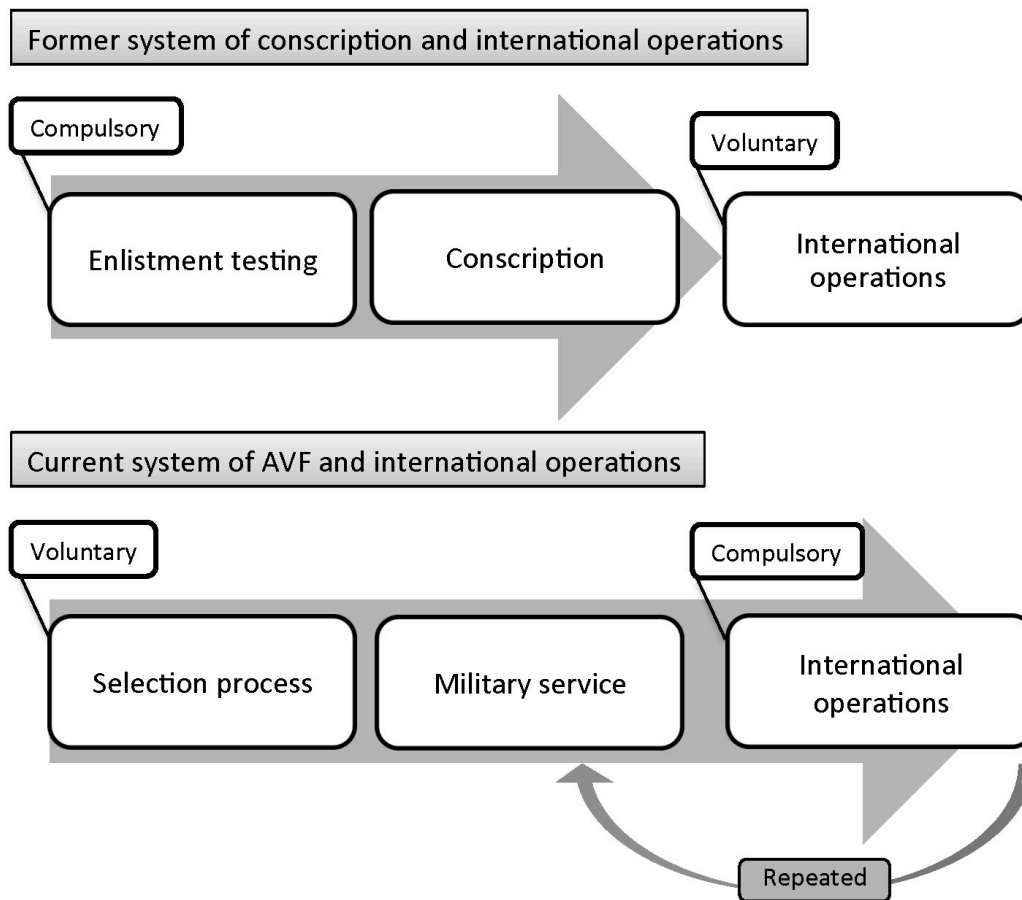 Former system of conscription and international operations
Compulsory
Voluntary
Enlistment testing
Conscription
International
operations
Current system of AVF and international operations
Voluntary
Compulsory
Selection process
Military service
International
operations
Repeated